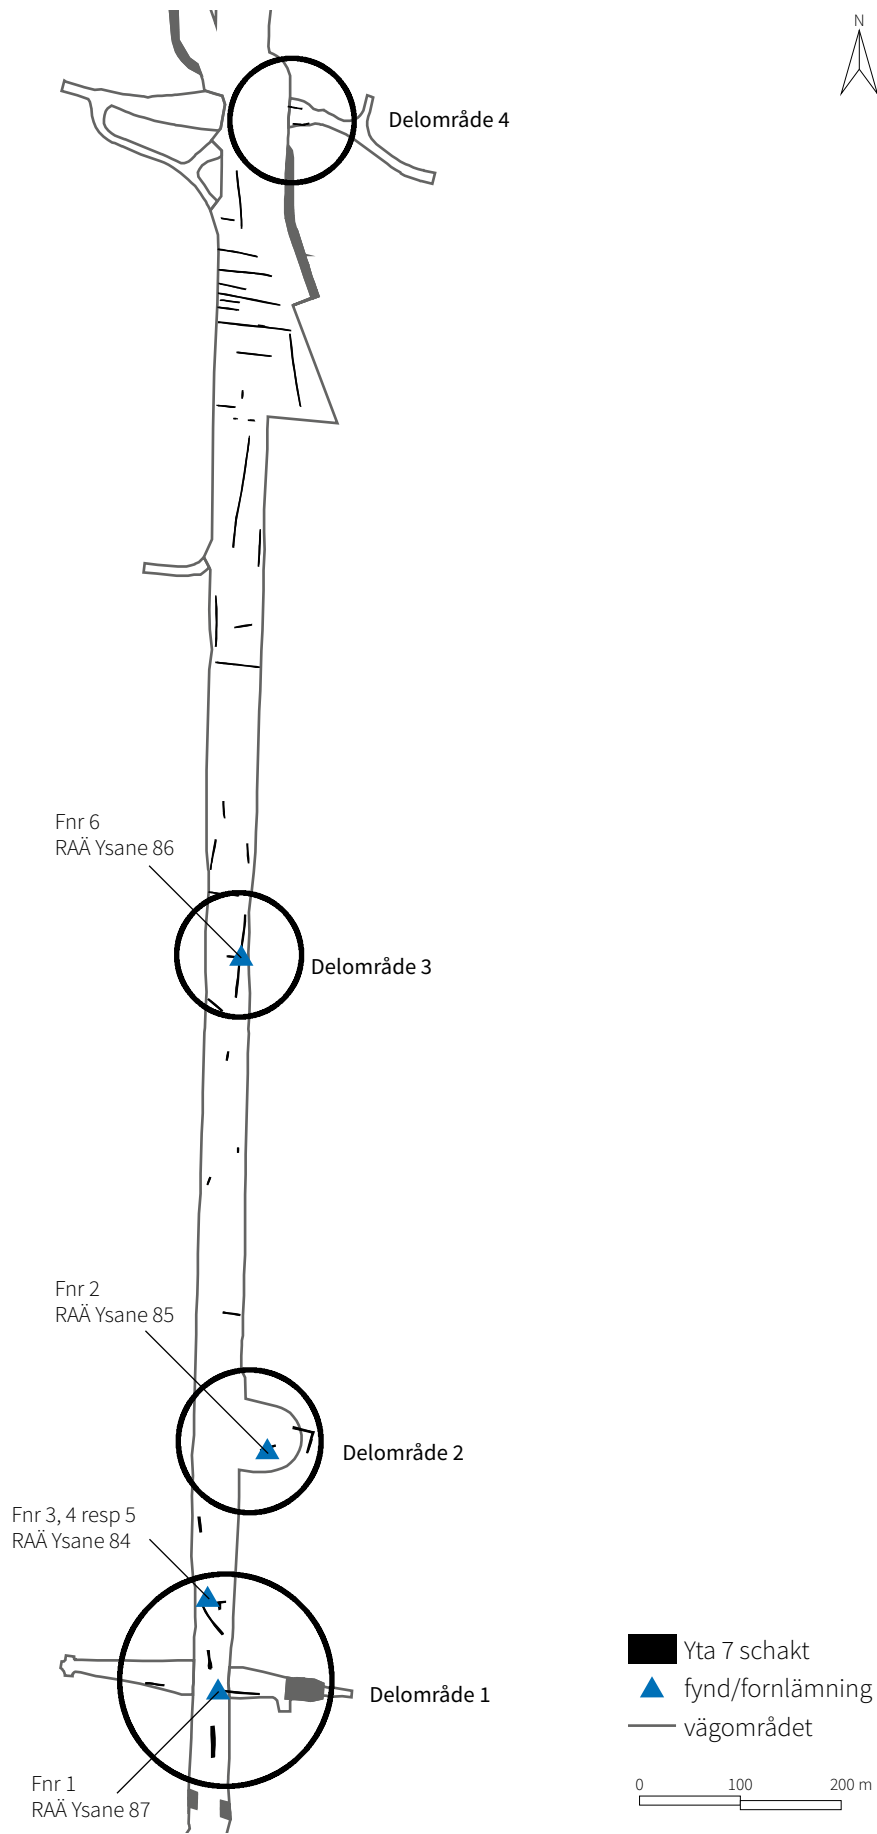 N
Delområde 4
Fnr 6
RAÄ Ysane 86
Delområde 3
Fnr 2
RAÄ Ysane 85
Delområde 2
Fnr 3, 4 resp 5
RAÄ Ysane 84
Delområde 1
Fnr 1
RAÄ Ysane 87
Yta 7 schakt
fynd/fornlämning
vägområdet
0 100 200 m